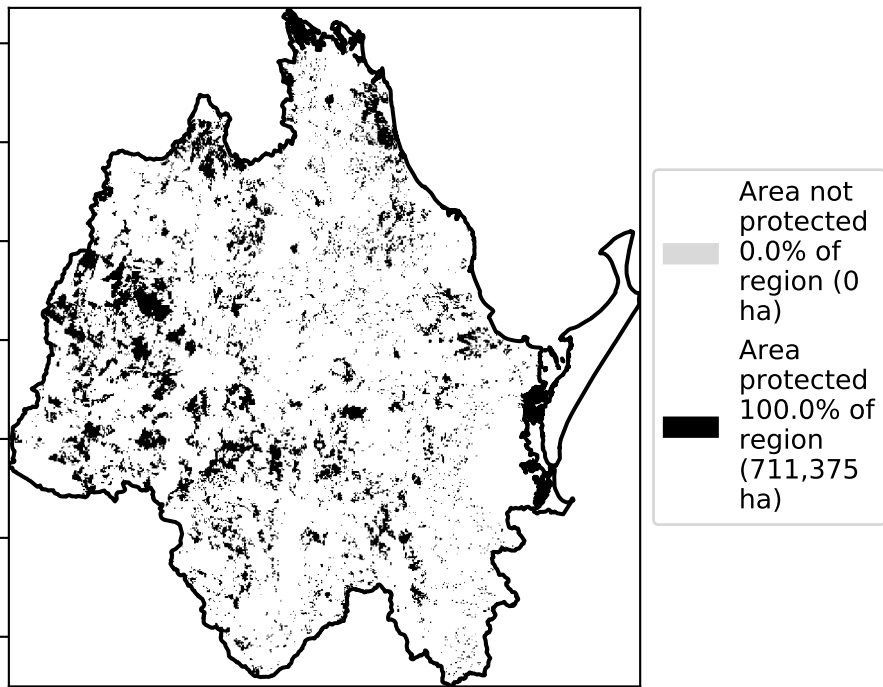 Area not
protected
0.0% of
region (0
ha)
Area
protected
100.0% of
region
(711,375
ha)